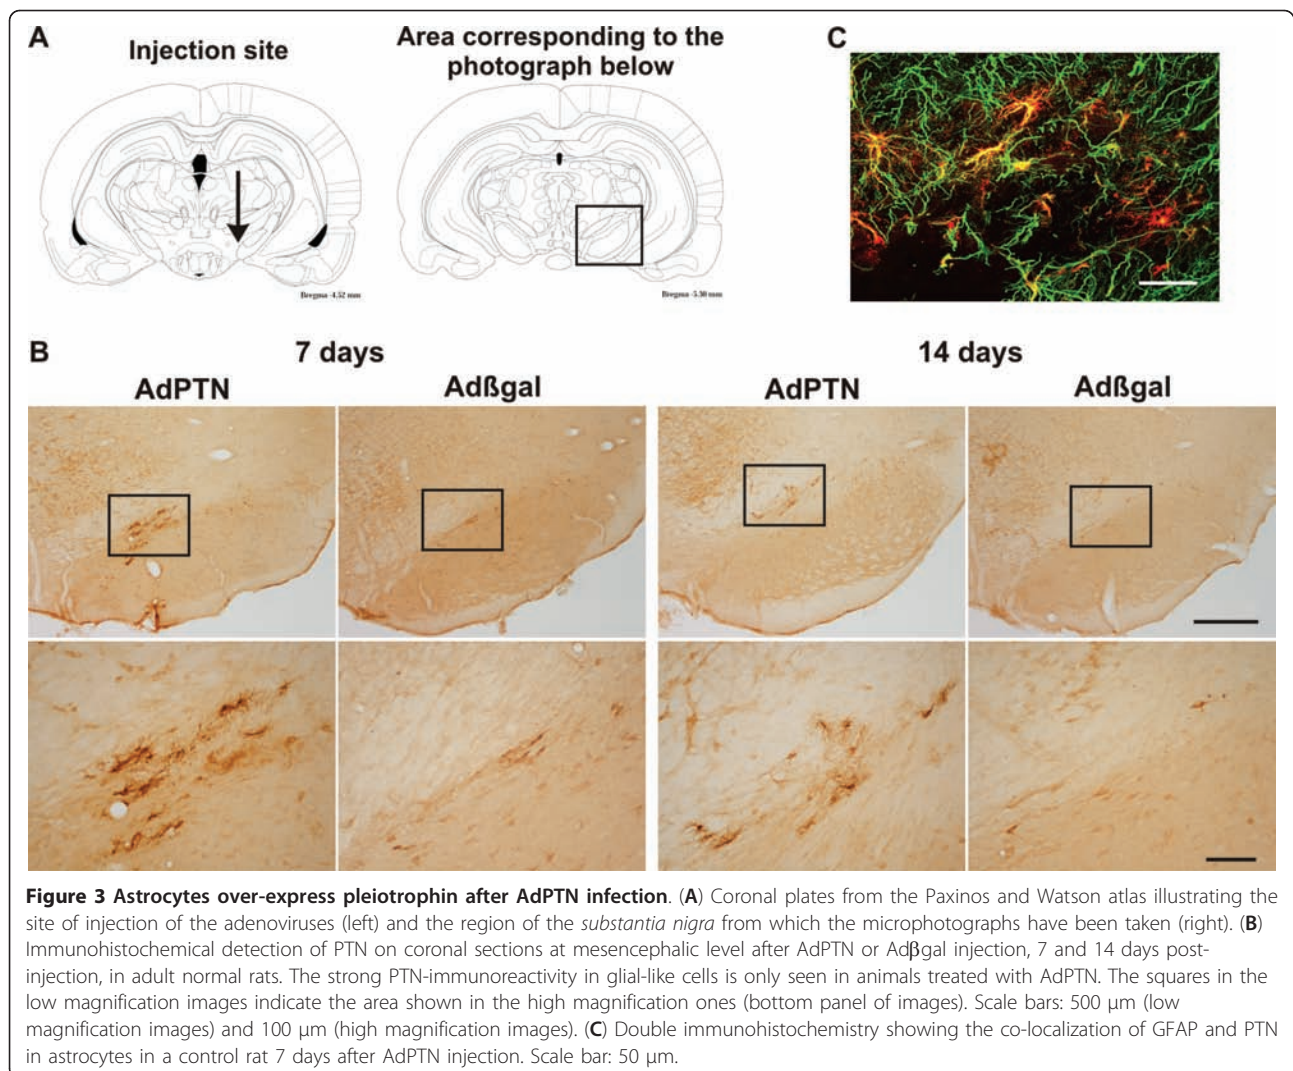 A
Injection site
Area corresponding to the
photograph below
C
Bregma -4.52 mm
Bregma -5.30 mm
B
7 days
14 days
AdPTN
Adßgal
AdPTN
Adßgal
Figure 3 Astrocytes over-express pleiotrophin after AdPTN infection. (A) Coronal plates from the Paxinos and Watson atlas illustrating the
site of injection of the adenoviruses (left) and the region of the substantia nigra from which the microphotographs have been taken (right). (B)
Immunohistochemical detection of PTN on coronal sections at mesencephalic level after AdPTN or Adβgal injection, 7 and 14 days post-
injection, in adult normal rats. The strong PTN-immunoreactivity in glial-like cells is only seen in animals treated with AdPTN. The squares in the
low magnification images indicate the area shown in the high magnification ones (bottom panel of images). Scale bars: 500 μm (low
magnification images) and 100 μm (high magnification images). (C) Double immunohistochemistry showing the co-localization of GFAP and PTN
in astrocytes in a control rat 7 days after AdPTN injection. Scale bar: 50 μm.